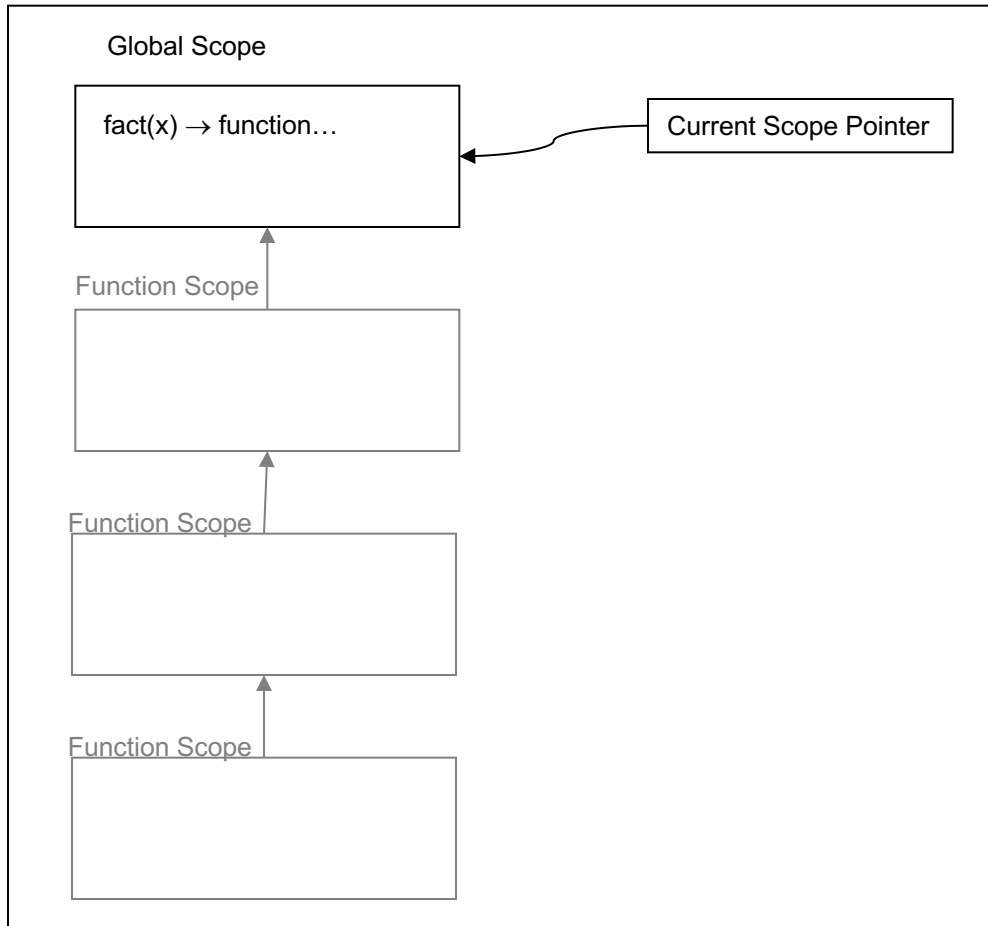 Global Scope
fact(x) → function…
Current Scope Pointer
Function Scope
Function Scope
Function Scope